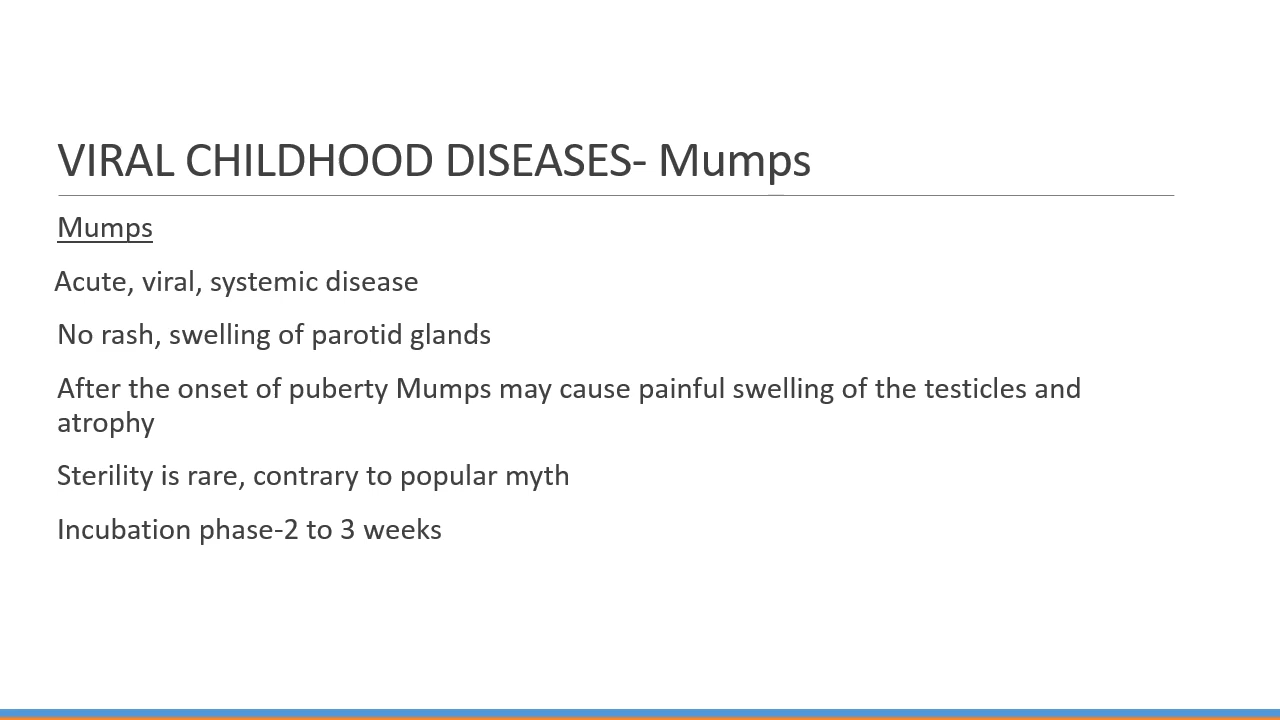 VIRAL CHILDHOOD DISEASES- Mumps
Mumps
Acute, viral, systemic disease
No rash, swelling of parotid glands
After the onset of puberty Mumps may cause painful swelling of the testicles and
atrophy
Sterility is rare, contrary to popular myth
Incubation phase-2 to 3 weeks